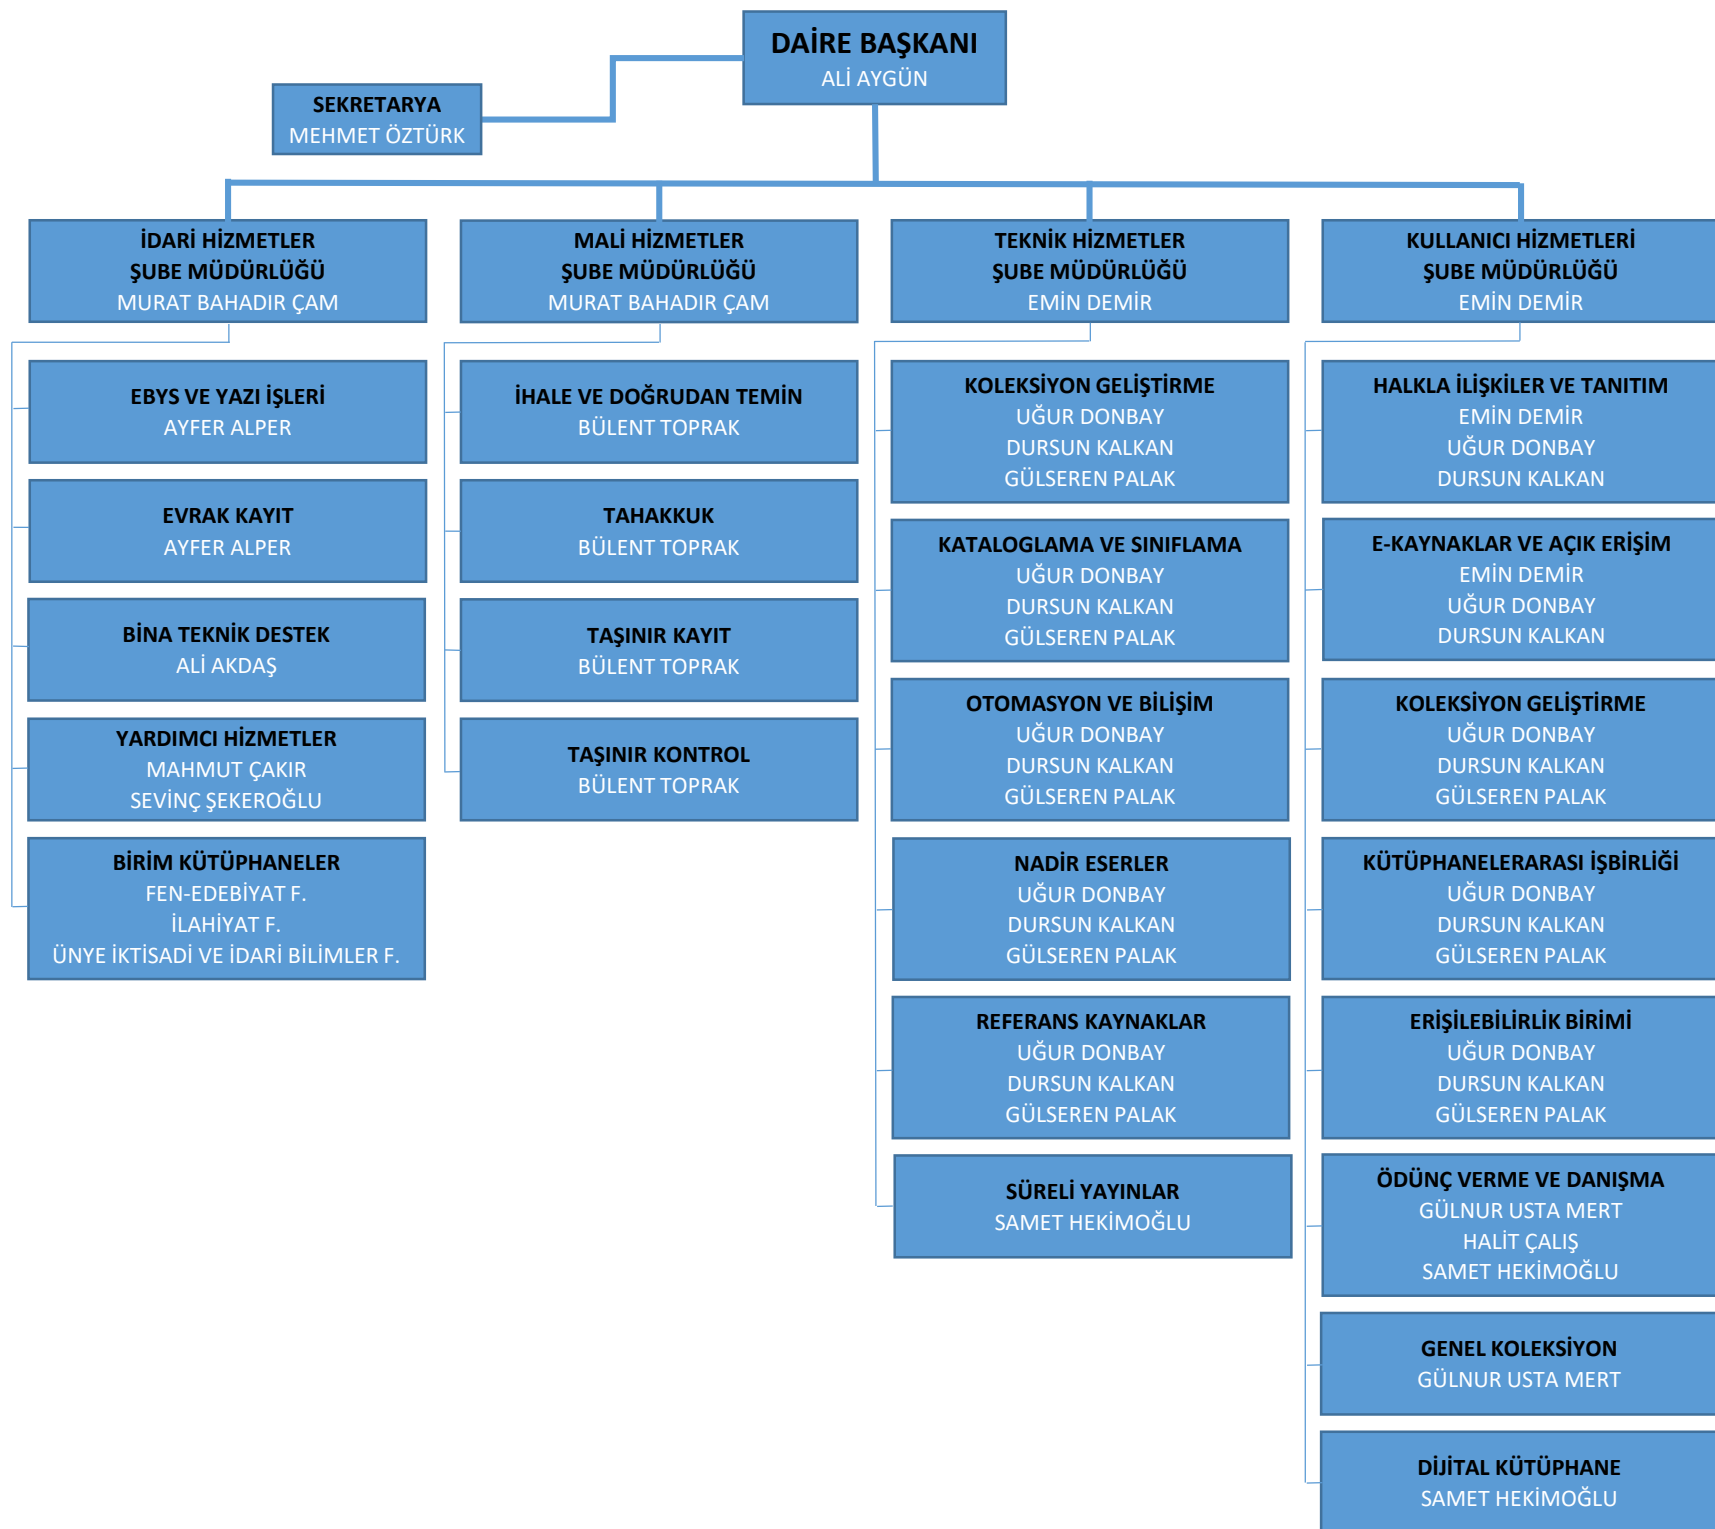 DAİRE BAŞKANI
ALİ AYGÜN
SEKRETARYA
MEHMET ÖZTÜRK
İDARİ HİZMETLER
ŞUBE MÜDÜRLÜĞÜ
MURAT BAHADIR ÇAM
EBYS VE YAZI İŞLERİ
AYFER ALPER
EVRAK KAYIT
AYFER ALPER
BİNA TEKNİK DESTEK
ALİ AKDAŞ
YARDIMCI HİZMETLER
MAHMUT ÇAKIR
SEVİNÇ ŞEKEROĞLU
BİRİM KÜTÜPHANELER
FEN-EDEBİYAT F.
İLAHİYAT F.
ÜNYE İKTİSADİ VE İDARİ BİLİMLER F.
MALİ HİZMETLER
ŞUBE MÜDÜRLÜĞÜ
MURAT BAHADIR ÇAM
İHALE VE DOĞRUDAN TEMİN
BÜLENT TOPRAK
TAHAKKUK
BÜLENT TOPRAK
TAŞINIR KAYIT
BÜLENT TOPRAK
TAŞINIR KONTROL
BÜLENT TOPRAK
TEKNİK HİZMETLER
ŞUBE MÜDÜRLÜĞÜ
EMİN DEMİR
KOLEKSİYON GELİŞTİRME
UĞUR DONBAY
DURSUN KALKAN
GÜLSEREN PALAK
KATALOGLAMA VE SINIFLAMA
UĞUR DONBAY
DURSUN KALKAN
GÜLSEREN PALAK
OTOMASYON VE BİLİŞİM
UĞUR DONBAY
DURSUN KALKAN
GÜLSEREN PALAK
NADİR ESERLER
UĞUR DONBAY
DURSUN KALKAN
GÜLSEREN PALAK
REFERANS KAYNAKLAR
UĞUR DONBAY
DURSUN KALKAN
GÜLSEREN PALAK
SÜRELİ YAYINLAR
SAMET HEKİMOĞLU
KULLANICI HİZMETLERİ
ŞUBE MÜDÜRLÜĞÜ
EMİN DEMİR
HALKLA İLİŞKİLER VE TANITIM
EMİN DEMİR
UĞUR DONBAY
DURSUN KALKAN
E-KAYNAKLAR VE AÇIK ERİŞİM
EMİN DEMİR
UĞUR DONBAY
DURSUN KALKAN
KOLEKSİYON GELİŞTİRME
UĞUR DONBAY
DURSUN KALKAN
GÜLSEREN PALAK
KÜTÜPHANELERARASI İŞBİRLİĞİ
UĞUR DONBAY
DURSUN KALKAN
GÜLSEREN PALAK
ERİŞİLEBİLİRLİK BİRİMİ
UĞUR DONBAY
DURSUN KALKAN
GÜLSEREN PALAK
ÖDÜNÇ VERME VE DANIŞMA
GÜLNUR USTA MERT
HALİT ÇALIŞ
SAMET HEKİMOĞLU
GENEL KOLEKSİYON
GÜLNUR USTA MERT
DİJİTAL KÜTÜPHANE
SAMET HEKİMOĞLU